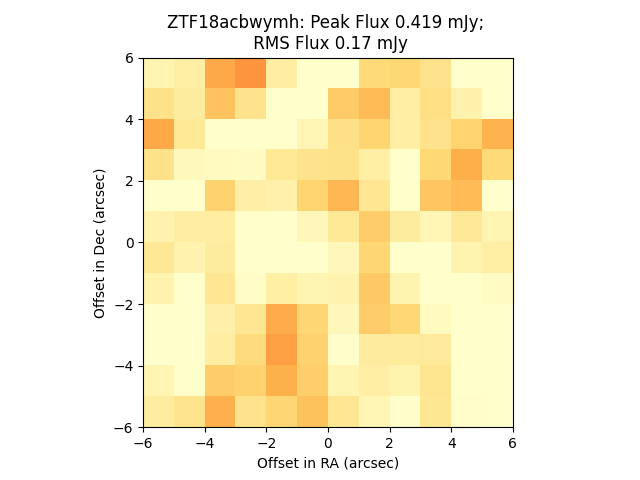 ZTF18acbwymh: Peak Flux 0.419 mJy;
RMS Flux 0.17 mJy
6
4
2
0
−2
−4
−6
Offset in Dec (arcsec)
−6 −4 −2 0 2 4 6
Offset in RA (arcsec)